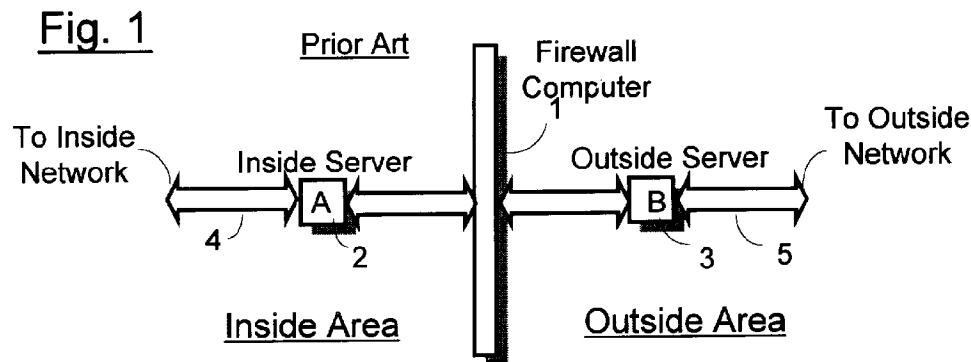 Fig. 1
Prior Art
Firewall
Computer
1
To Inside
Network
Inside Server
Outside Server
To Outside
Network
A
B
4
2
3
5
Inside Area
Outside Area